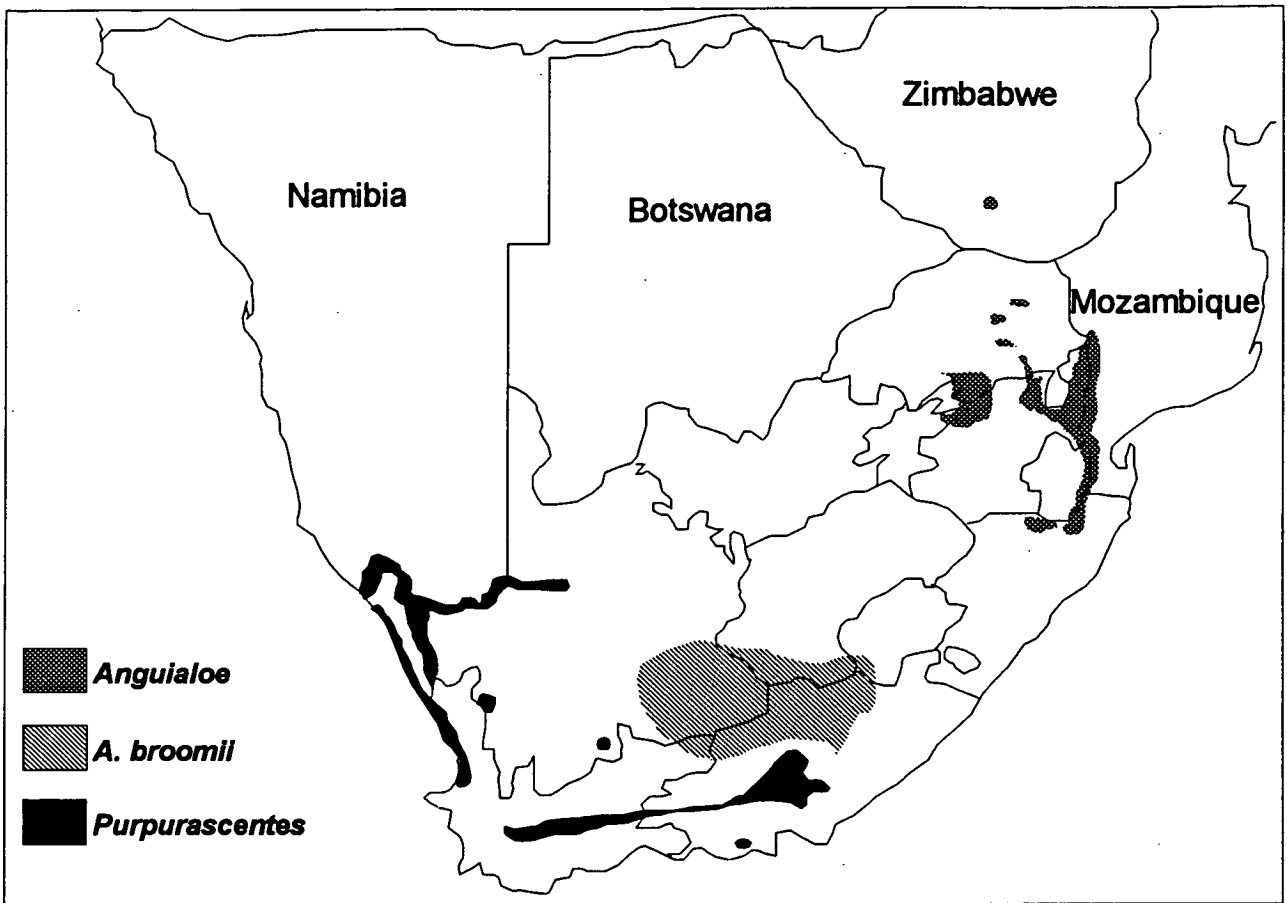 Zimbabwe
Namibia
Botswana
Mozambique
Anguialoe
A. broomii
Purpurascentes